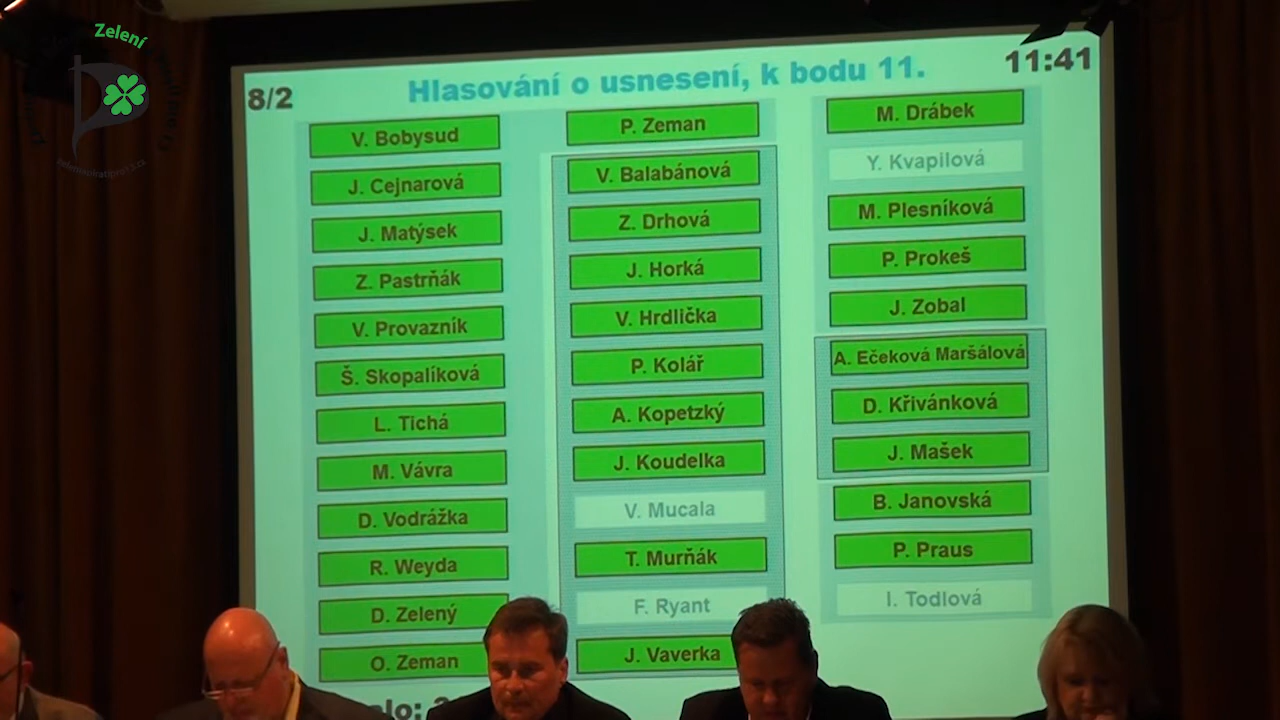 Zelení
8/2
Hlasování o usnesení, k bodu 11.
11:41
V. Bobysud
J. Cejnarová
J. Matýsek
Z. Pastrňák
V. Provazník
Š. Skopalíková
L. Tichá
M. Vávra
D. Vodrážka
R. Weyda
D. Zelený
O. Zeman
P. Zeman
V. Balabánová
Z. Drhová
J. Horká
V. Hrdlička
P. Kolář
A. Kopetzký
J. Koudelka
V. Mucala
T. Murňák
F. Ryant
J. Vaverka
M. Drábek
Y. Kvapilová
M. Plesníková
P. Prokeš
J. Zobal
A. Ečeková Maršálová
D. Křivánková
J. Mašek
B. Janovská
P. Praus
I. Todlová